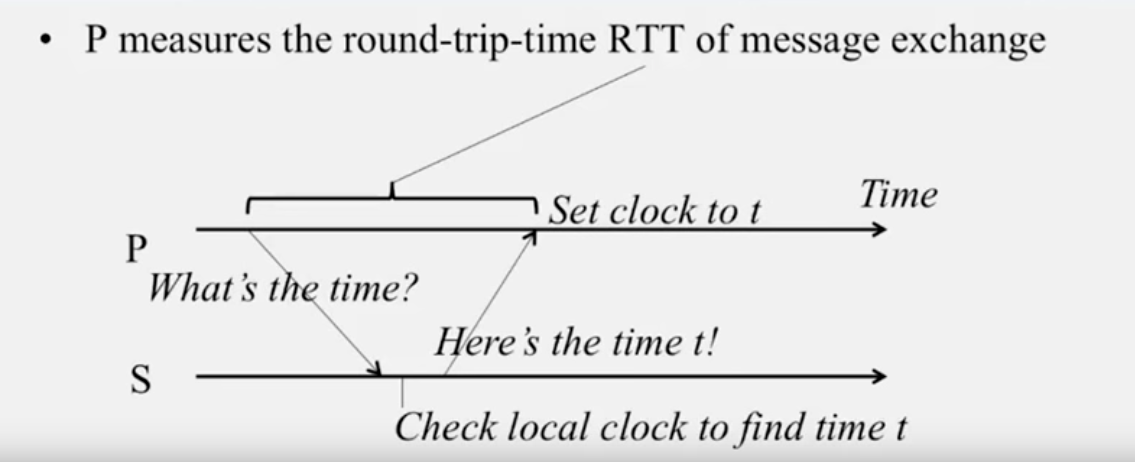 • P measures the round-trip-time RTT of message exchange
Set clock to t
Time
P
What's the time?
Here's the time t!
S
Check local clock to find time t